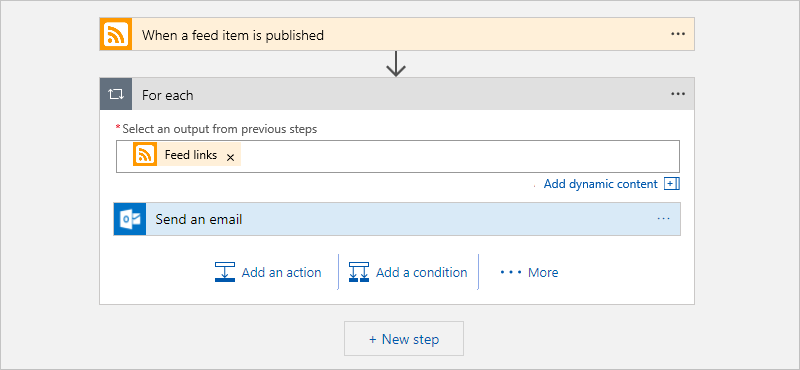 When a feed item is published
For each
*Select an output from previous steps
Feed links ×
Add dynamic content
Send an email
Add an action
Add a condition
More
+ New step